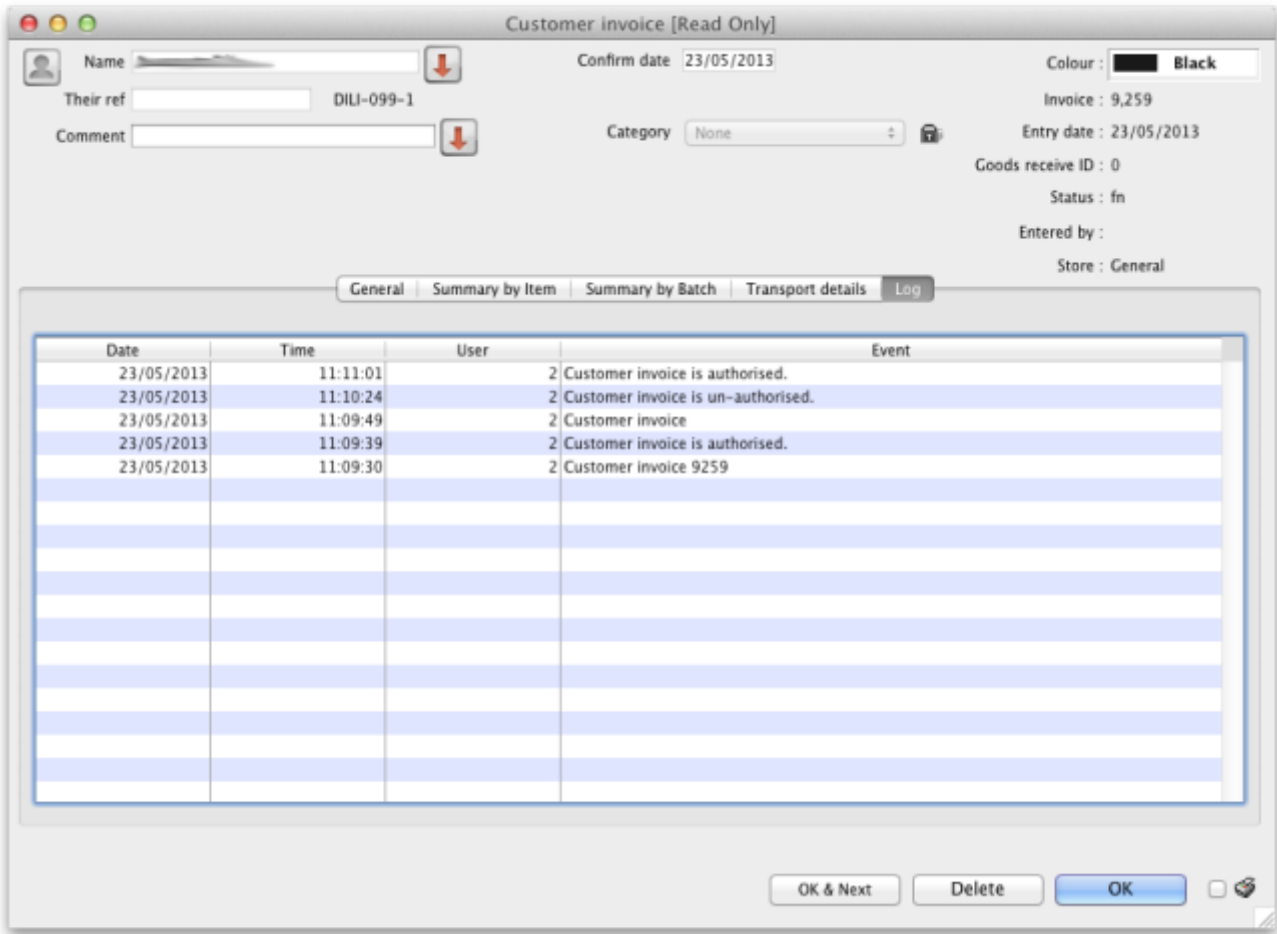 Customer invoice [Read Only]
Name Confirm date 23/05/2013 Colour : Black
Their ref DILI-099-1 Invoice : 9,259
Comment Category None Entry date : 23/05/2013
Goods receive ID : 0
Status : fn
Entered by :
Store : General
General Summary by Item Summary by Batch Transport details Log
Date Time User Event
23/05/2013 11:11:01 2 Customer invoice is authorised.
23/05/2013 11:10:24 2 Customer invoice is un-authorised.
23/05/2013 11:09:49 2 Customer invoice
23/05/2013 11:09:39 2 Customer invoice is authorised.
23/05/2013 11:09:30 2 Customer invoice 9259
OK & Next Delete OK